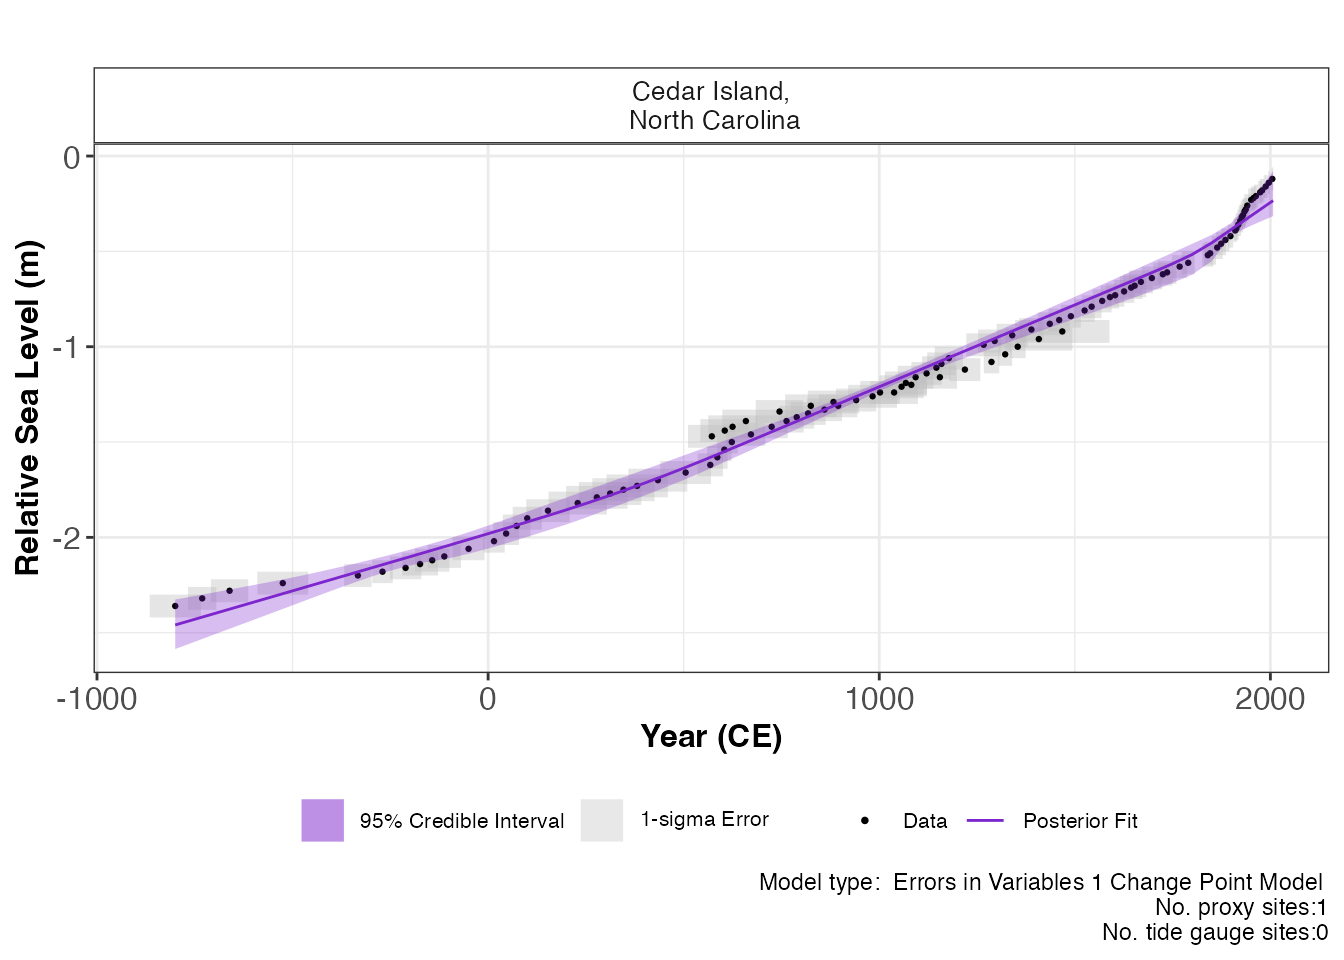 Cedar Island,
North Carolina
0
-1
-2
Relative Sea Level (m)
-1000 0 1000 2000
Year (CE)
95% Credible Interval 1-sigma Error Data Posterior Fit
Model type: Errors in Variables 1 Change Point Model
No. proxy sites:1
No. tide gauge sites:0